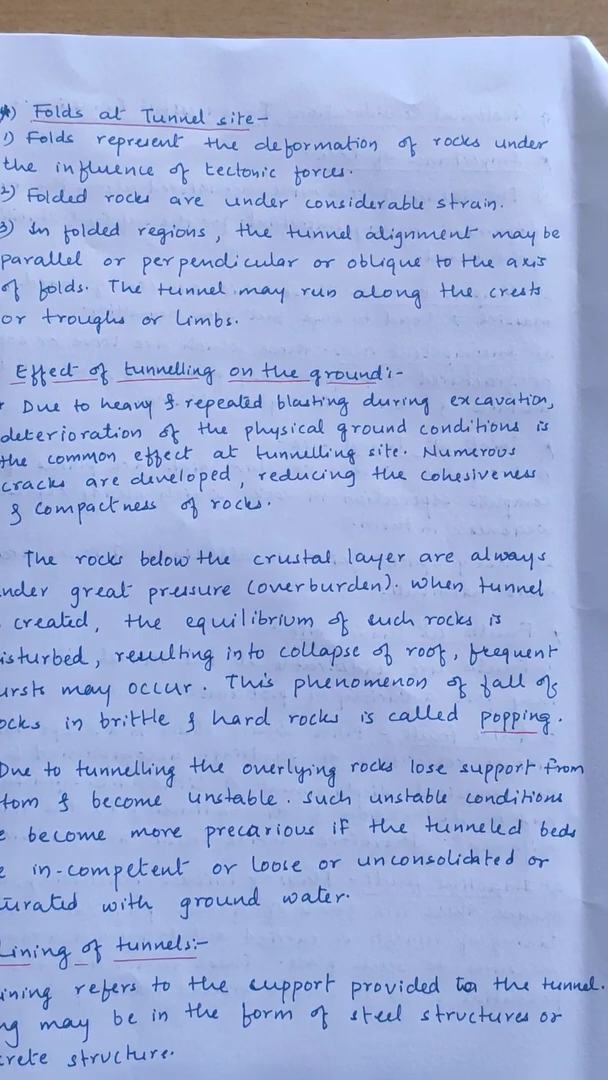 *) Folds at Tunnel site-
1) Folds represent the deformation of rocks under
the influence of tectonic forces.
2) Folded rocks are under considerable strain.
3) In folded regions, the tunnel alignment may be
parallel or perpendicular or oblique to the axis
of folds. The tunnel may run along the crests
or troughs or limbs.
Effect of tunnelling on the ground:-
Due to heavy & repeated blasting during excavation,
deterioration of the physical ground conditions is
the common effect at tunnelling site. Numerous
cracks are developed, reducing the cohesiveness
& compactness of rocks.
The rocks below the crustal layer are always
nder great pressure (overburden). when tunnel
created, the equilibrium of such rocks is
isturbed, resulting into collapse of roof, frequent
ursts may occur. This phenomenon of fall of
ocks in brittle & hard rocks is called popping.
Due to tunnelling the overlying rocks lose support from
tom & become unstable. Such unstable conditions
e become more precarious if the tunneled beds
e in-competent or loose or unconsolidated or
turated with ground water.
Lining of tunnels:-
ining refers to the support provided to the tunnel.
ng may be in the form of steel structures or
crete structure.